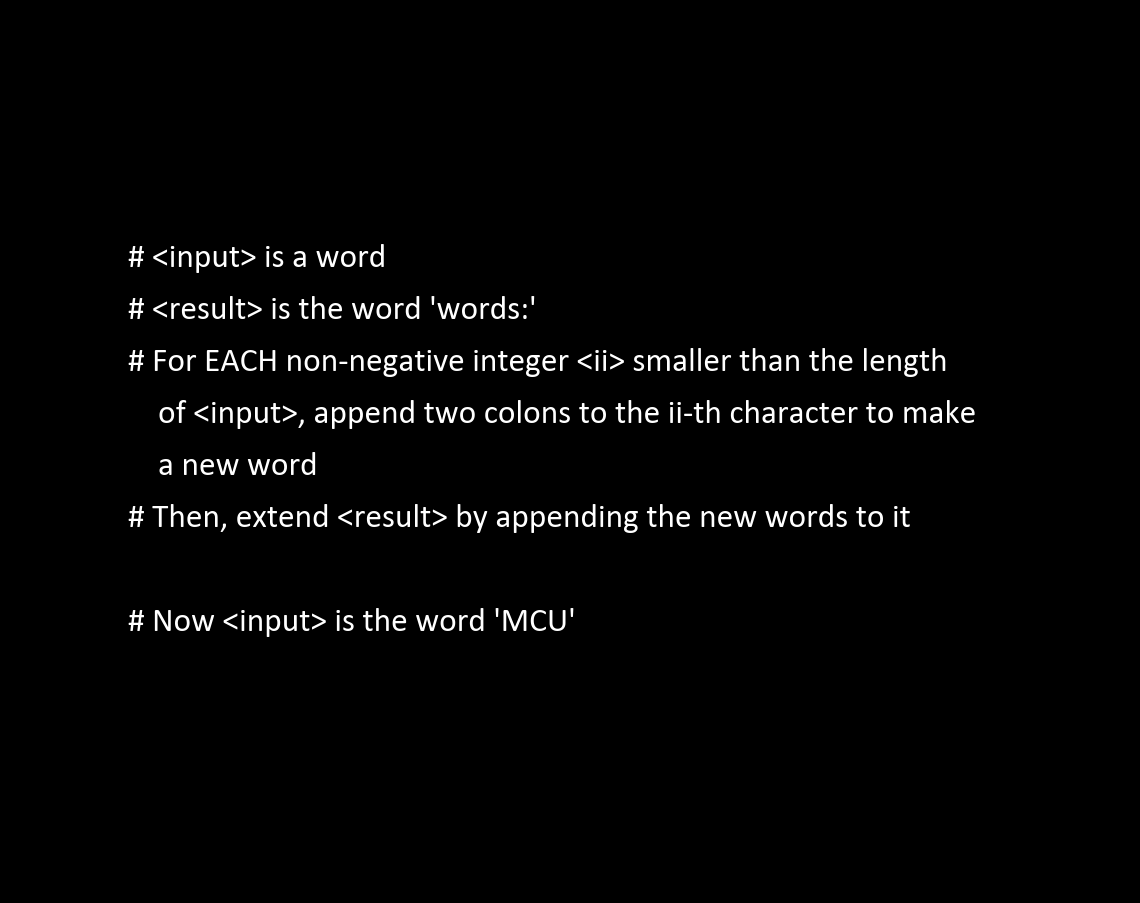 # <input> is a word
# <result> is the word 'words:'
# For EACH non-negative integer <ii> smaller than the length
of <input>, append two colons to the ii-th character to make
a new word
# Then, extend <result> by appending the new words to it
# Now <input> is the word 'MCU'